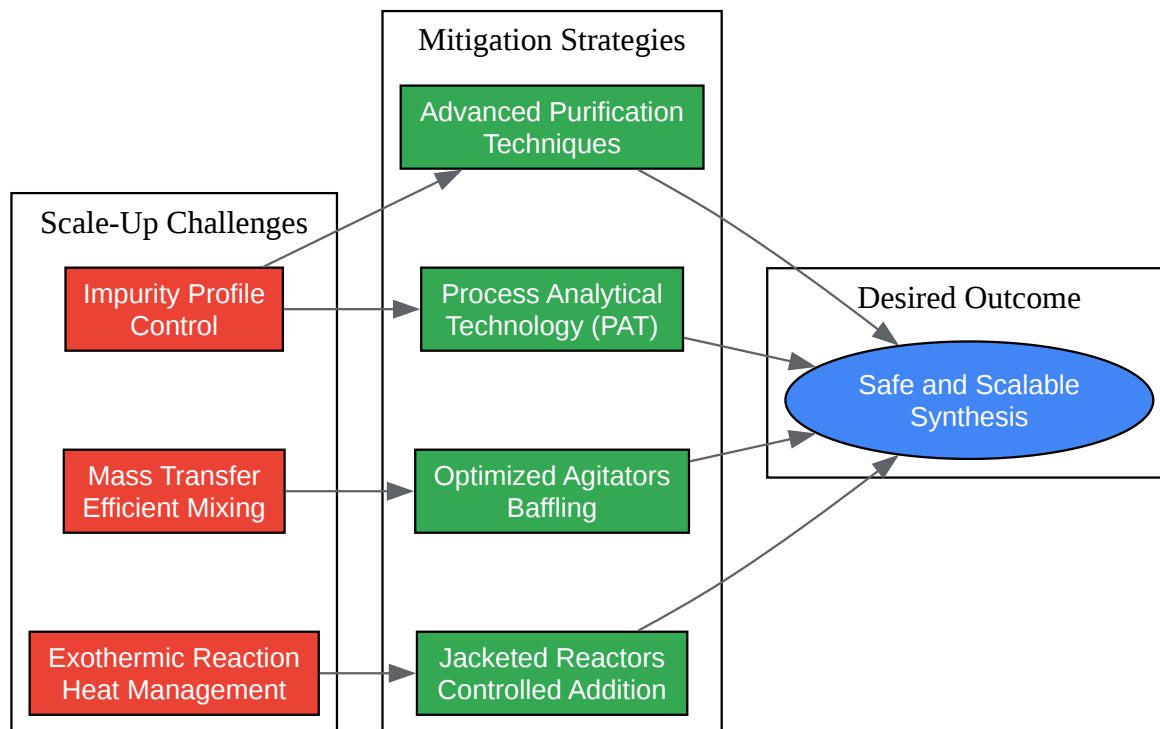 Scale-Up Challenges
Impurity Profile
Control
Mass Transfer
Efficient Mixing
Exothermic Reaction
Heat Management
Mitigation Strategies
Advanced Purification
Techniques
Process Analytical
Technology (PAT)
Optimized Agitators
Baffling
Jacketed Reactors
Controlled Addition
Desired Outcome
Safe and Scalable
Synthesis